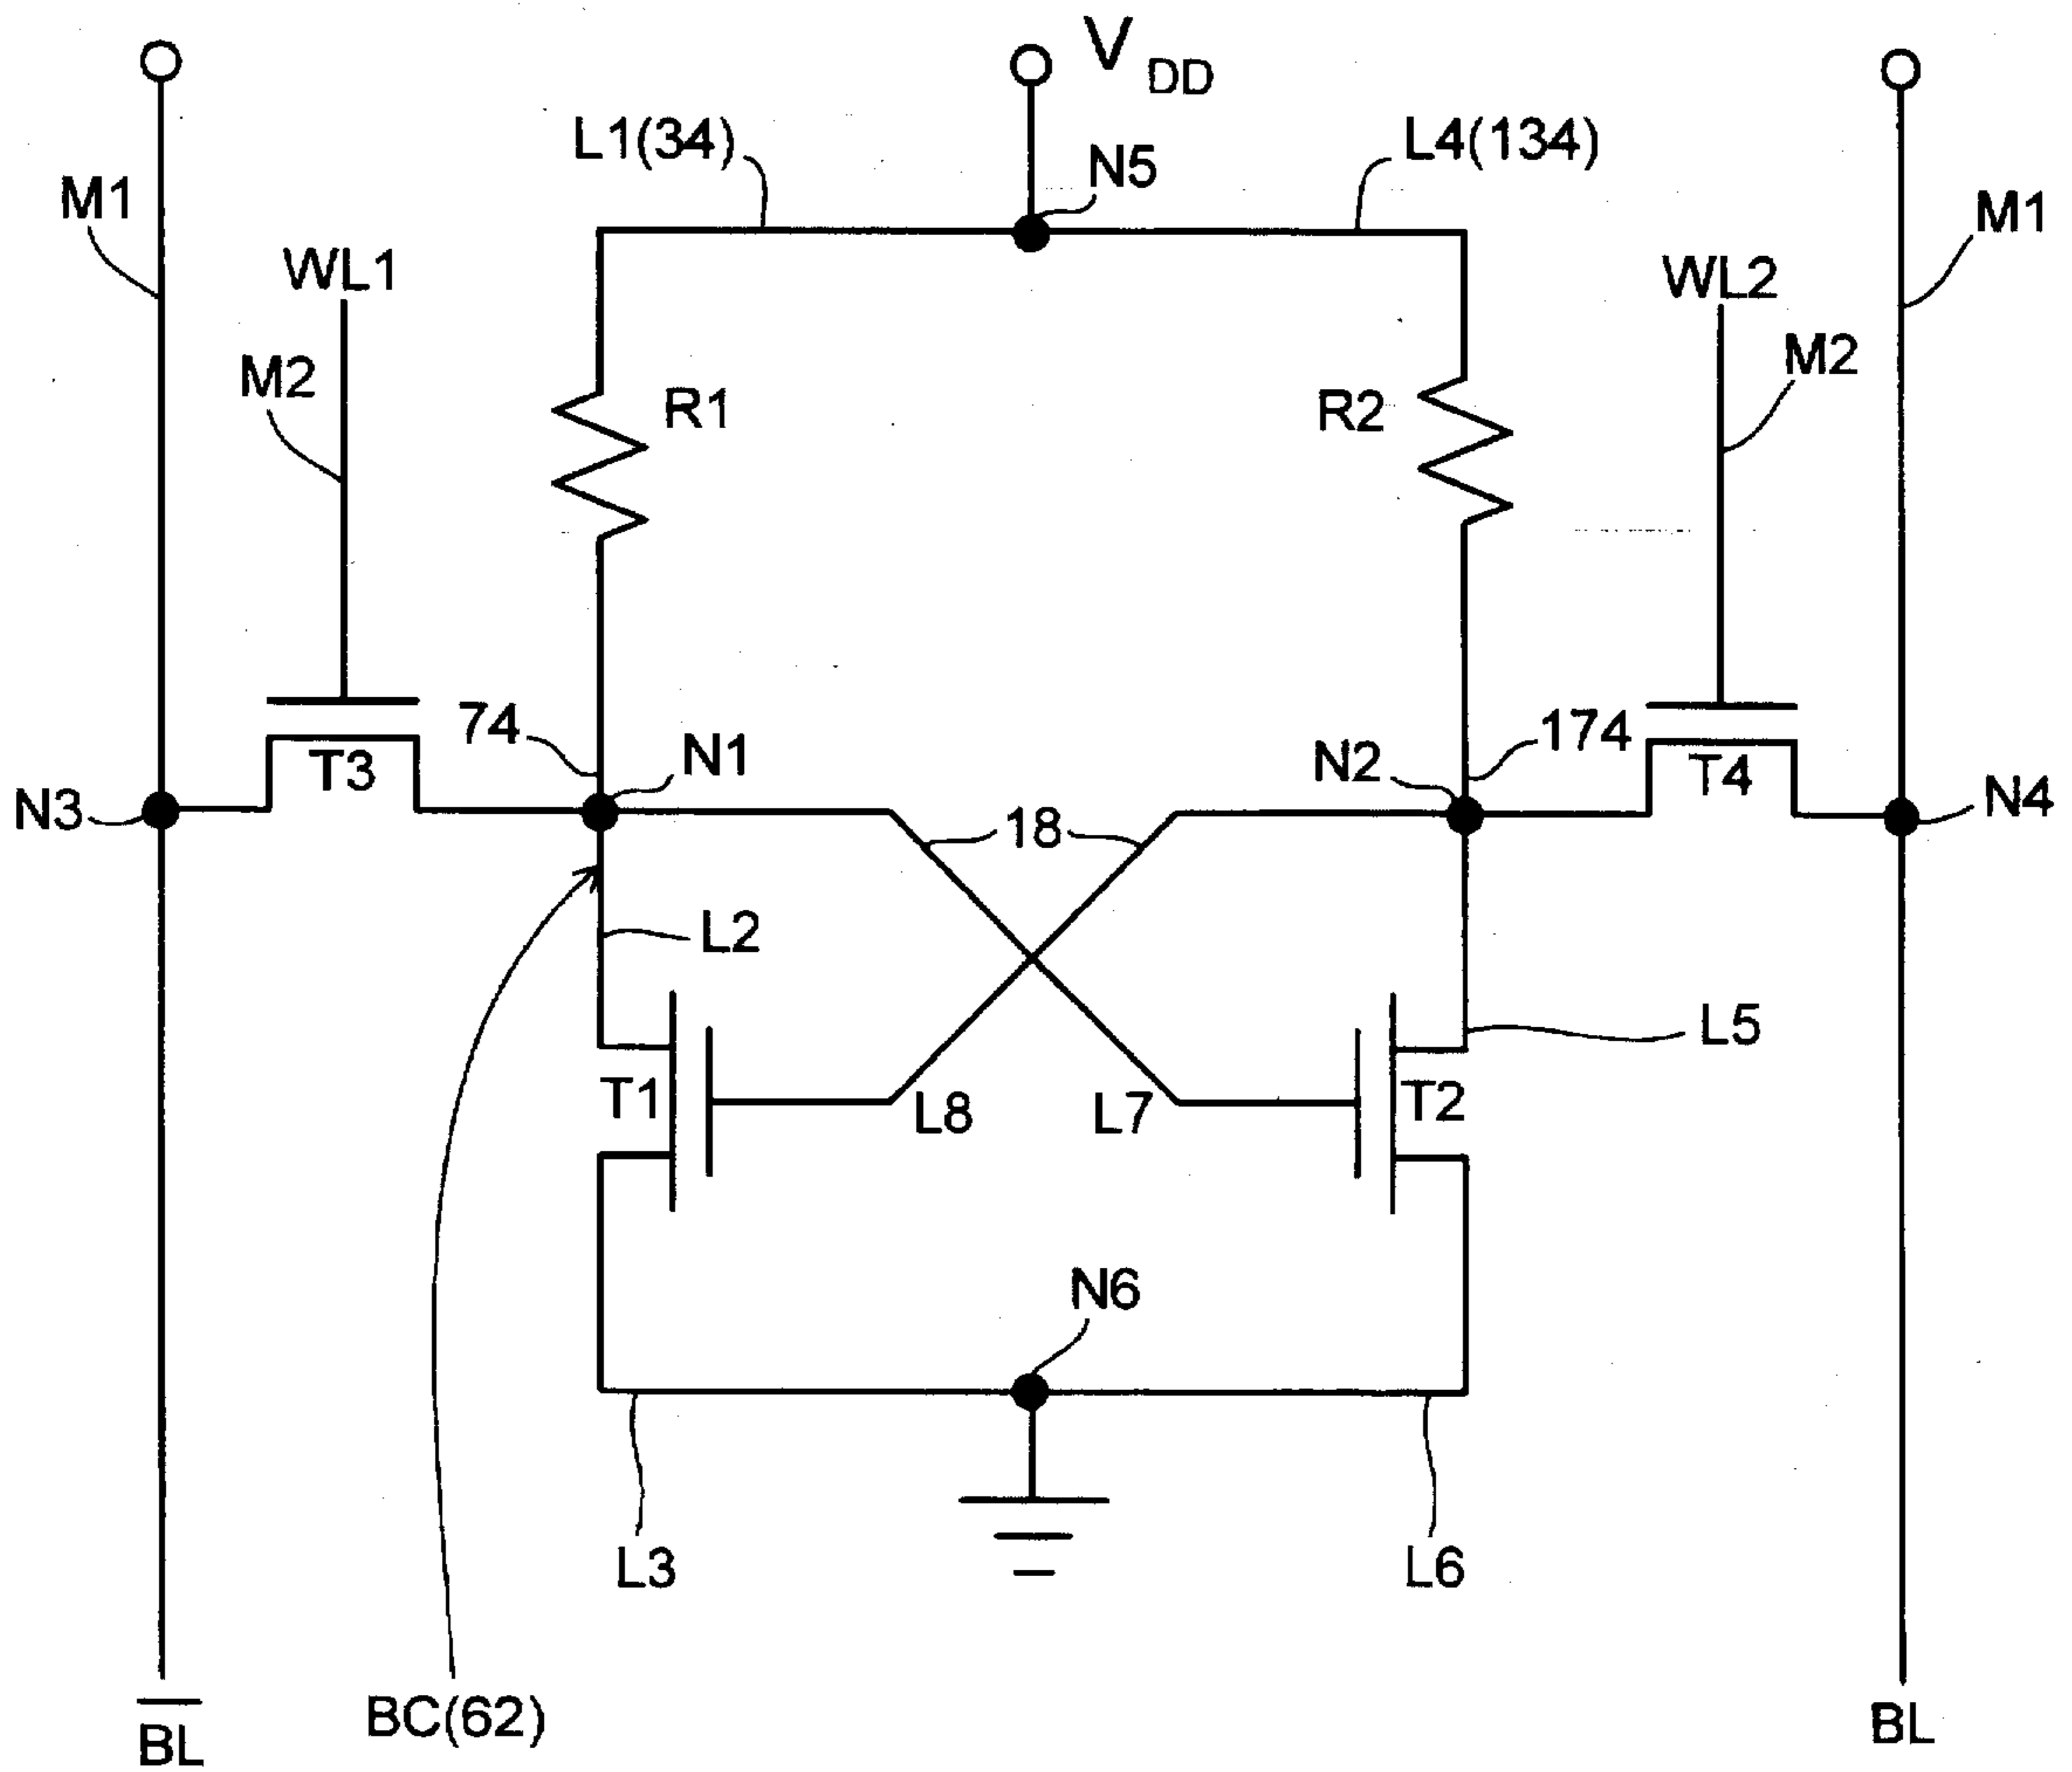 V DD
L1(34)
L4(134)
N5
M1
M1
WL1
WL2
M2
M2
R1
R2
74
N1
N2
174
T3
T4
N3
18
N4
L2
L5
T1
L8
L7
T2
N6
L3
L6
BC(62)
B̅L̅
BL